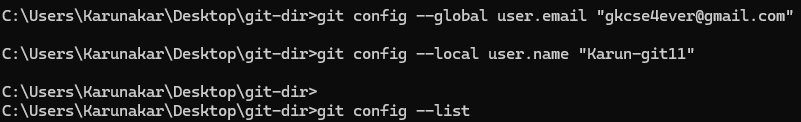 C:\Users\Karunakar\Desktop\git-dir>git config --global user.email "gkcse4ever@gmail.com"
C:\Users\Karunakar\Desktop\git-dir>git config --local user.name "Karun-git11"
C:\Users\Karunakar\Desktop\git-dir>
C:\Users\Karunakar\Desktop\git-dir>git config --list